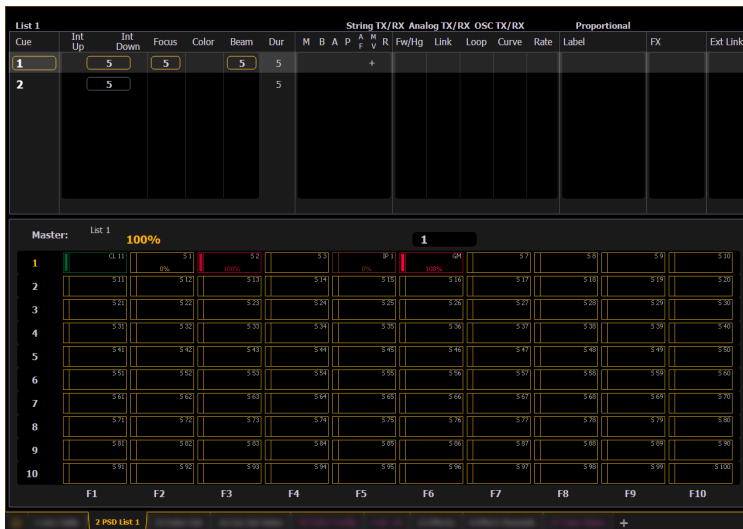 List 1 String TX/RX Analog TX/RX OSC TX/RX Proportional
Cue Int Up Int Down Focus Color Beam Dur M B A P AF MV R Fw/Hg Link Loop Curve Rate Label FX Ext Link
1 5 5 5 5 +
2 5 5
Master: List 1 100% 1
1 CL 11 S 1 0% S 2 100% S 3 IP 1 0% GM 100% S 7 S 8 S 9 S 10
2 S 11 S 12 S 13 S 14 S 15 S 16 S 17 S 18 S 19 S 20
3 S 21 S 22 S 23 S 24 S 25 S 26 S 27 S 28 S 29 S 30
4 S 31 S 32 S 33 S 34 S 35 S 36 S 37 S 38 S 39 S 40
5 S 41 S 42 S 43 S 44 S 45 S 46 S 47 S 48 S 49 S 50
6 S 51 S 52 S 53 S 54 S 55 S 56 S 57 S 58 S 59 S 60
7 S 61 S 62 S 63 S 64 S 65 S 66 S 67 S 68 S 69 S 70
8 S 71 S 72 S 73 S 74 S 75 S 76 S 77 S 78 S 79 S 80
9 S 81 S 82 S 83 S 84 S 85 S 86 S 87 S 88 S 89 S 90
10 S 91 S 92 S 93 S 94 S 95 S 96 S 97 S 98 S 99 S 100
F1 F2 F3 F4 F5 F6 F7 F8 F9 F10
2 PSD List 1 +